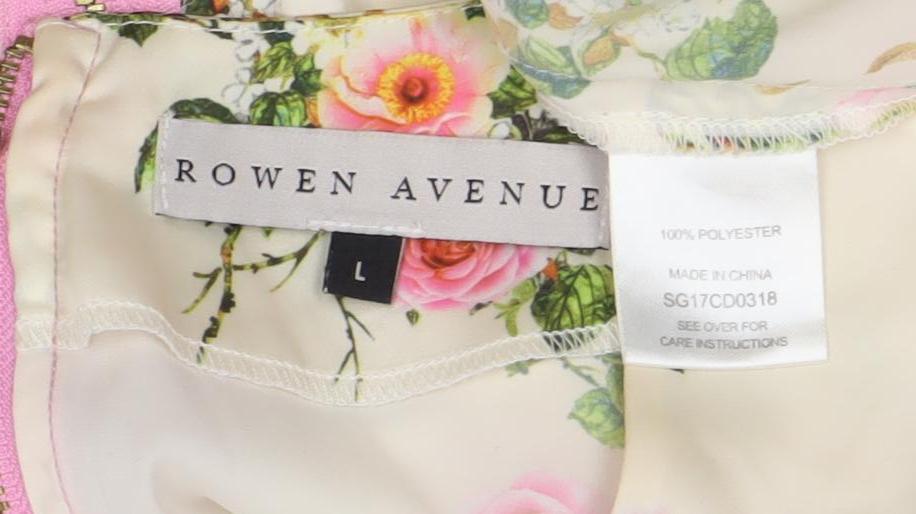 ROWEN AVENUE
L
100% POLYESTER
MADE IN CHINA
SG17CD0318
SEE OVER FOR
CARE INSTRUCTIONS